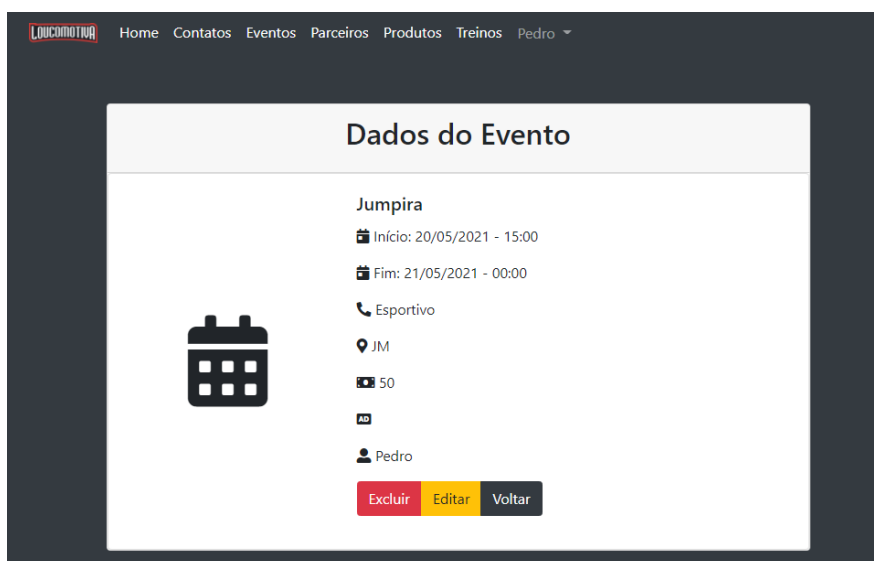 LOUCOMOTIVA Home Contatos Eventos Parceiros Produtos Treinos Pedro
Dados do Evento
Jumpira
Início: 20/05/2021 - 15:00
Fim: 21/05/2021 - 00:00
Esportivo
JM
50
AD
Pedro
Excluir Editar Voltar